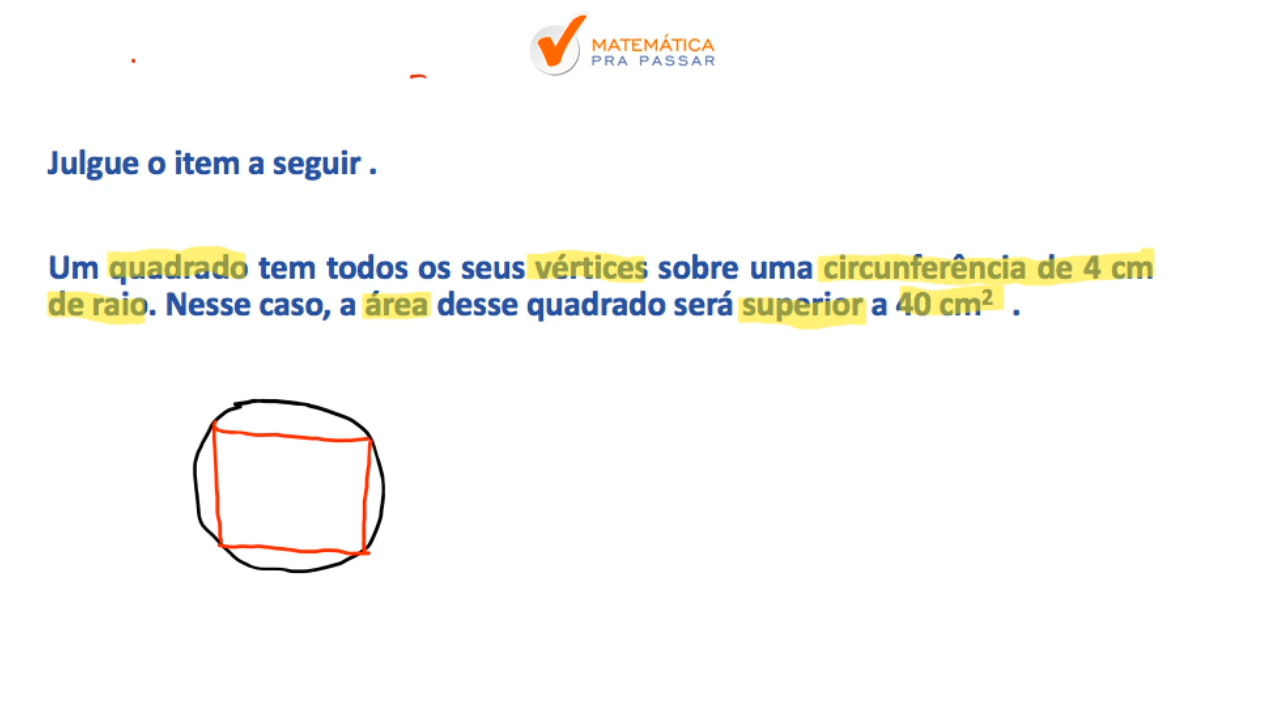 MATEMÁTICA
PRA PASSAR
Julgue o item a seguir .
Um quadrado tem todos os seus vértices sobre uma circunferência de 4 cm
de raio. Nesse caso, a área desse quadrado será superior a 40 cm² .